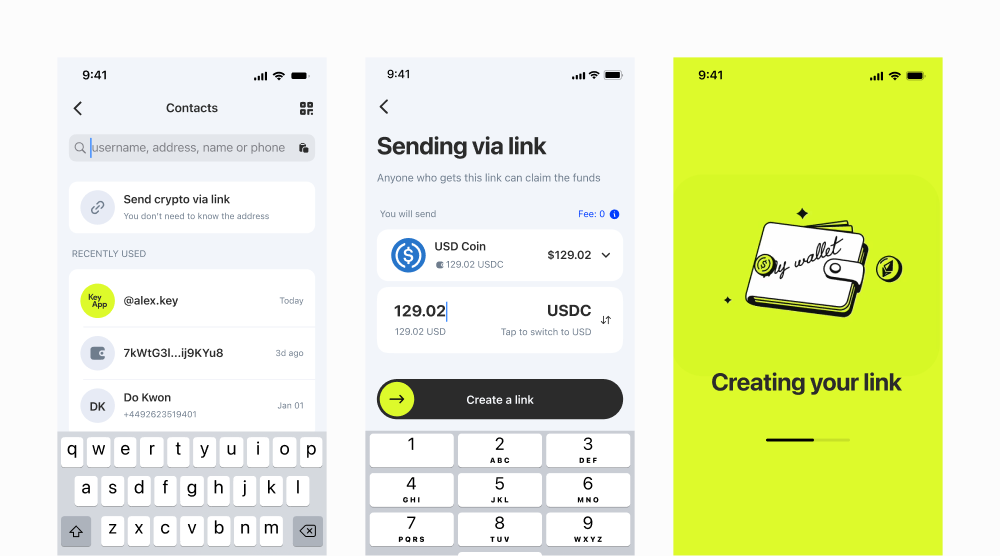 9:41
Contacts
username, address, name or phone
Send crypto via link
You don't need to know the address
RECENTLY USED
Key App
@alex.key
Today
7kWtG3I...ij9KYu8
3d ago
DK
Do Kwon
+4492623519401
Jan 01
q w e r t y u i o p
a s d f g h j k l
z x c v b n m
9:41
Sending via link
Anyone who gets this link can claim the funds
You will send
Fee: 0
USD Coin
129.02 USDC
$129.02
129.02
USDC
129.02 USD
Tap to switch to USD
Create a link
1 2 3
ABC DEF
4 5 6
GHI JKL MNO
7 8 9
PQRS TUV WXYZ
9:41
My wallet
Creating your link